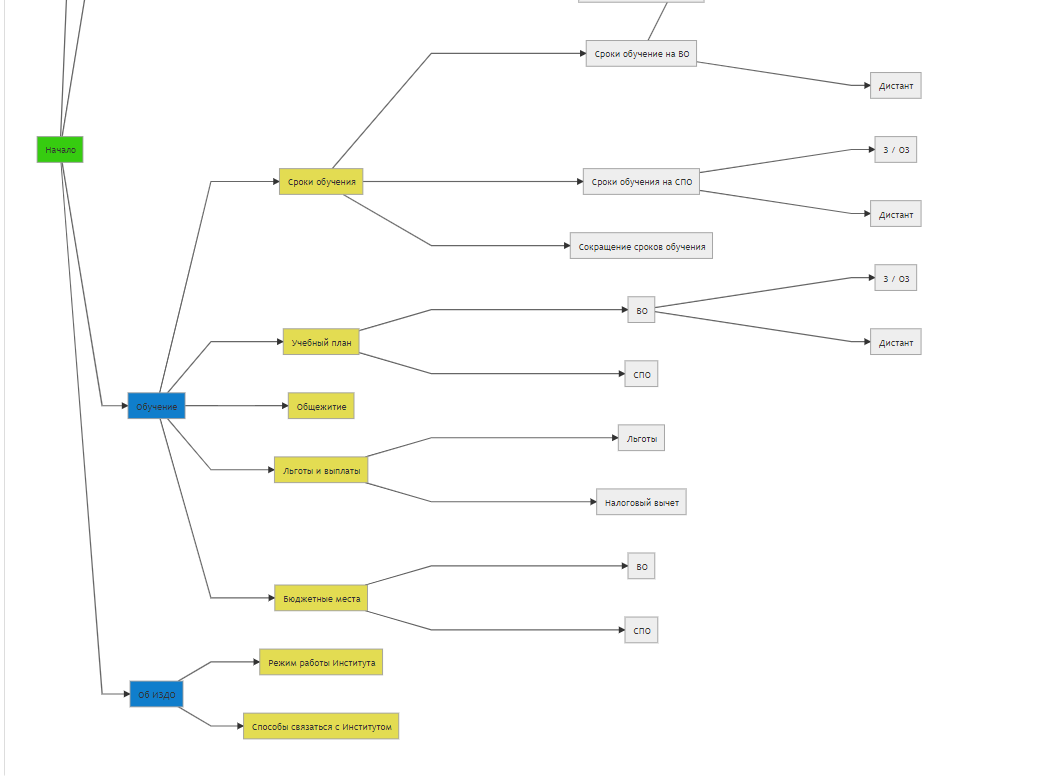 Сроки обучение на ВО
Дистант
Начало
З / ОЗ
Сроки обучения
Сроки обучения на СПО
Дистант
Сокращение сроков обучения
З / ОЗ
ВО
Учебный план
Дистант
СПО
Обучение
Общежитие
Льготы
Льготы и выплаты
Налоговый вычет
ВО
Бюджетные места
СПО
Режим работы Института
Об ИЗДО
Способы связаться с Институтом